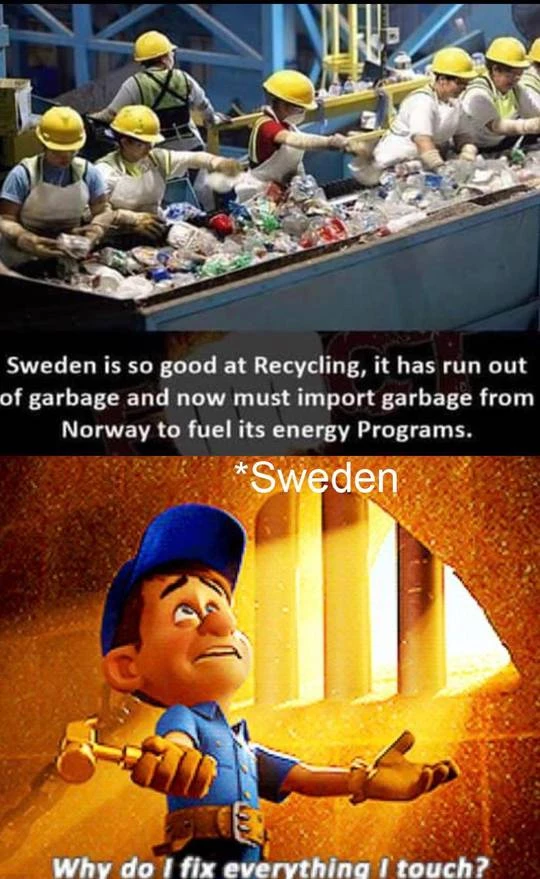 Sweden is so good at Recycling, it has run out
of garbage and now must import garbage from
Norway to fuel its energy Programs.
*Sweden
Why do I fix everything I touch?